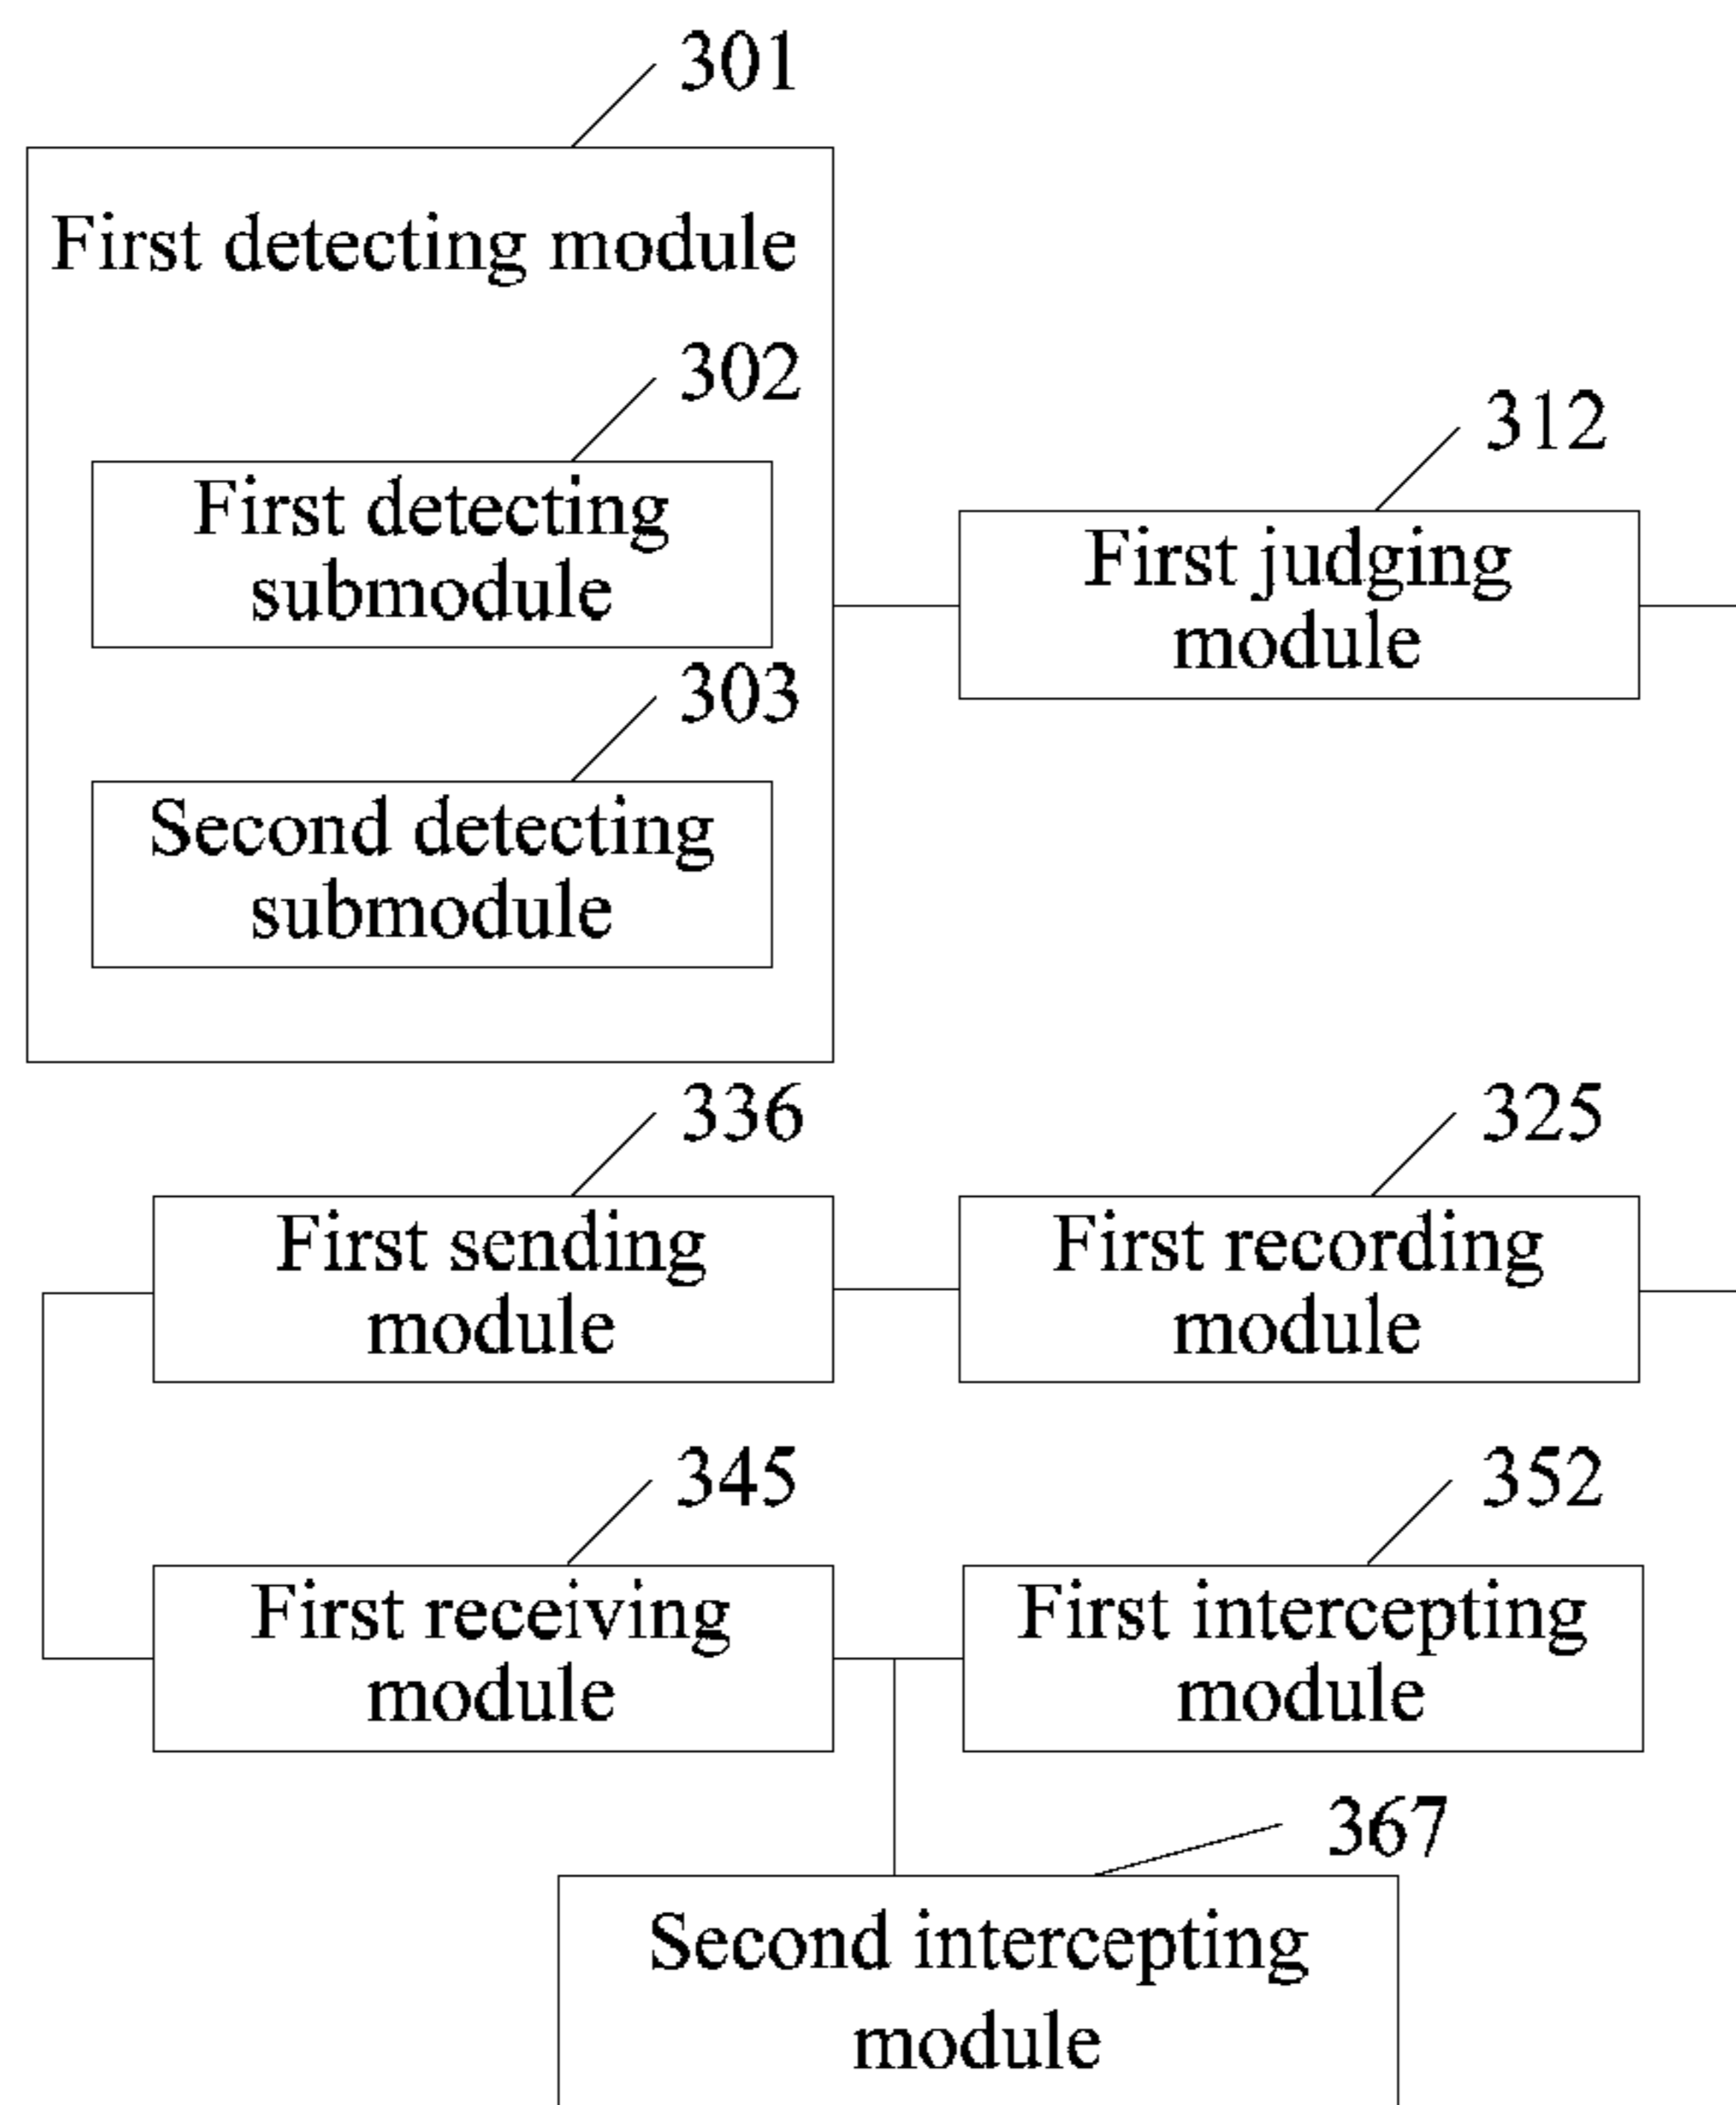 301
First detecting module
302
First detecting
submodule
303
Second detecting
submodule
312
First judging
module
336
First sending
module
325
First recording
module
345
First receiving
module
352
First intercepting
module
367
Second intercepting
module